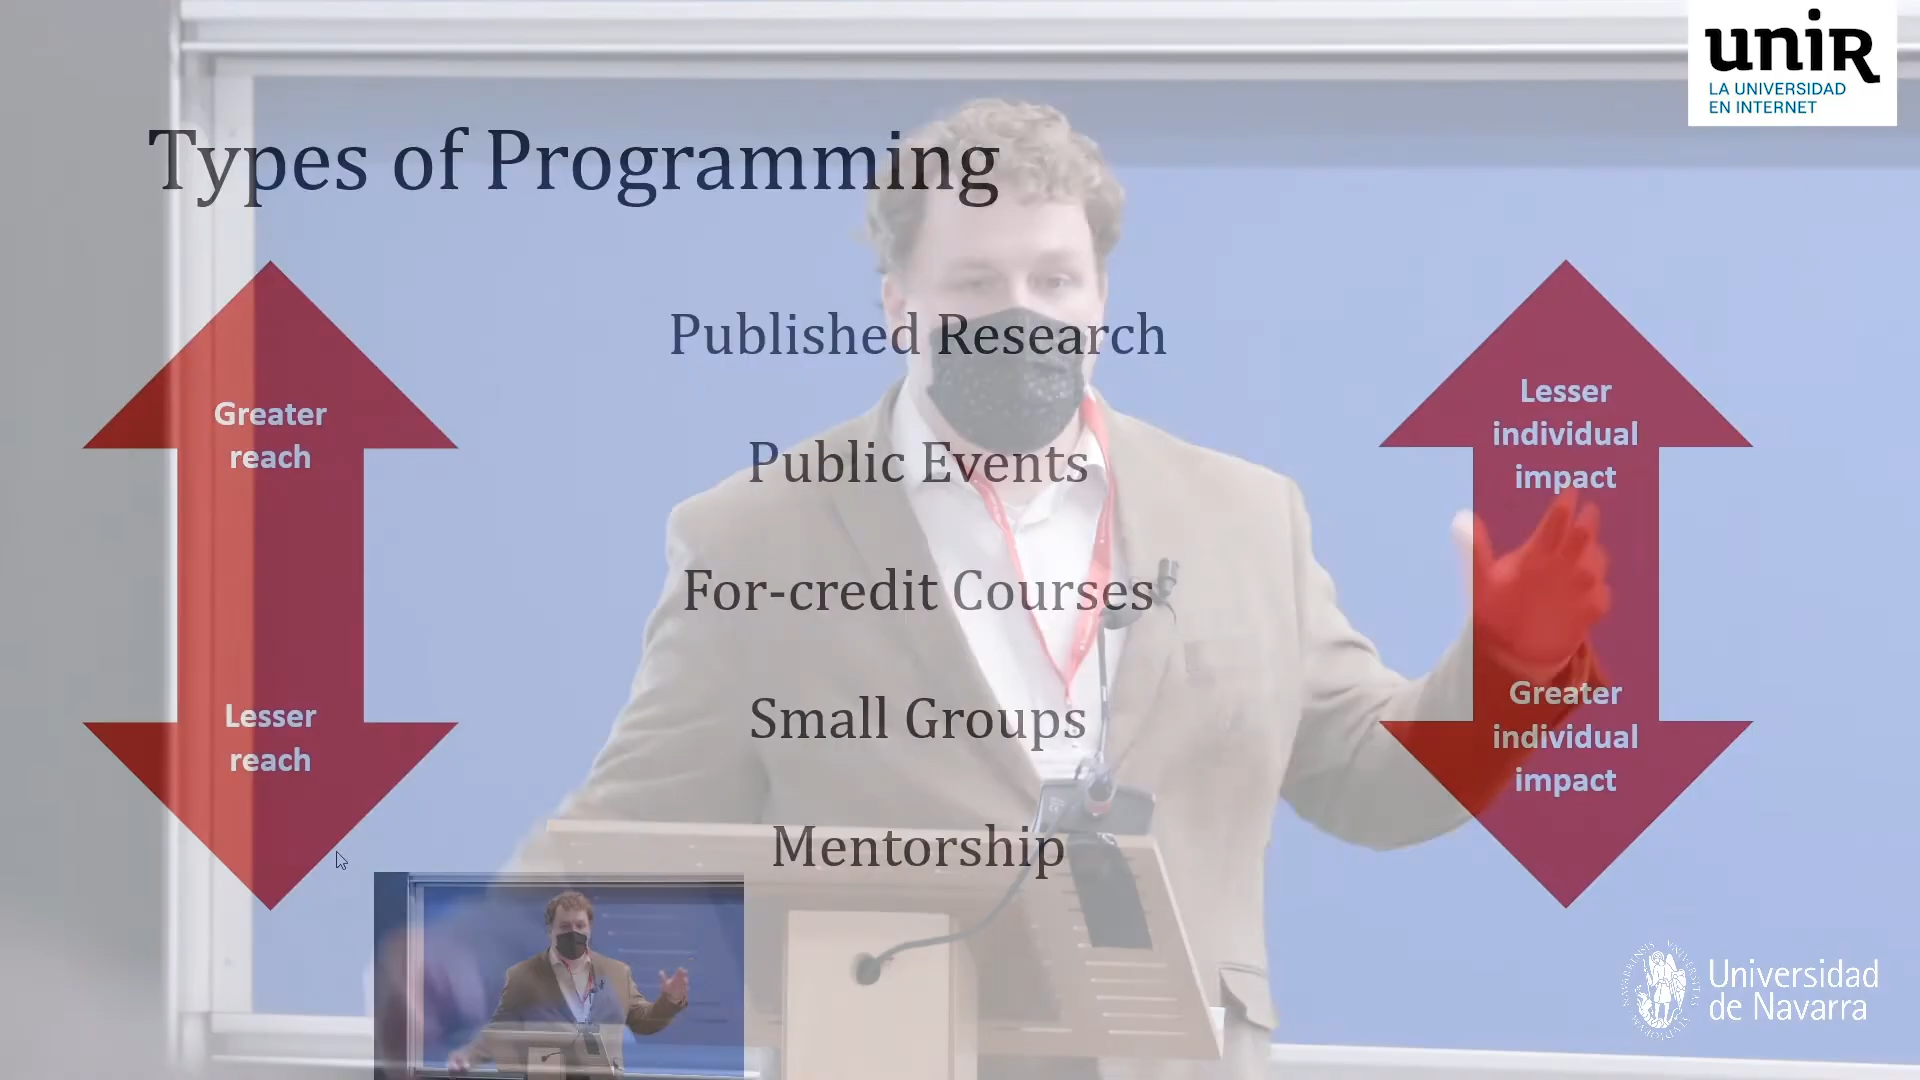 unir
LA UNIVERSIDAD
EN INTERNET
Types of Programming
Greater
reach
Lesser
reach
Published Research
Public Events
For-credit Courses
Small Groups
Mentorship
Lesser
individual
impact
Greater
individual
impact
Universidad
de Navarra